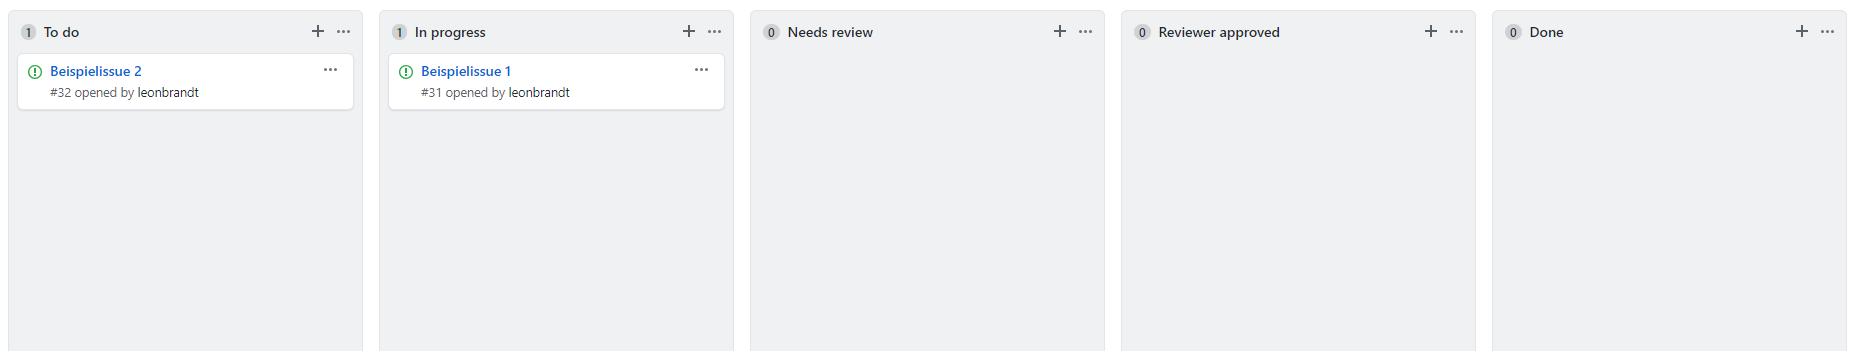 1 To do
Beispielissue 2
#32 opened by leonbrandt
1 In progress
Beispielissue 1
#31 opened by leonbrandt
0 Needs review
0 Reviewer approved
0 Done